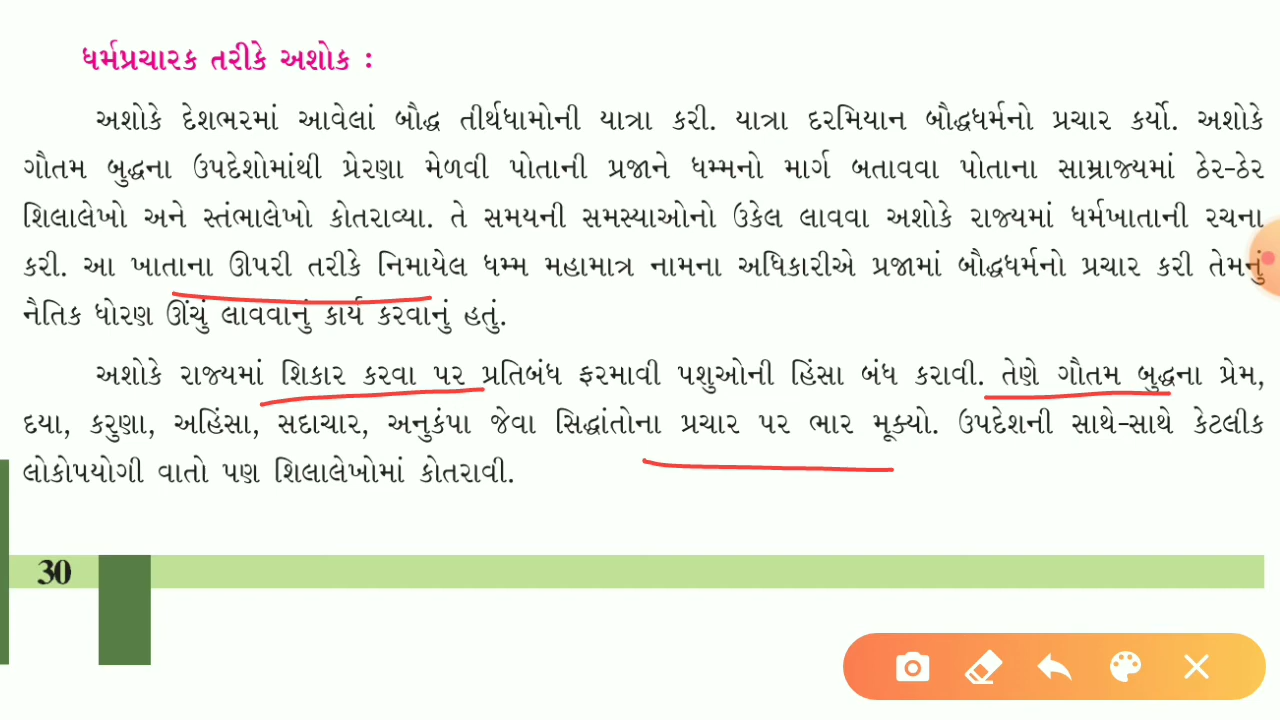 ધર્મપ્રચારક તરીકે અશોક :
અશોકે દેશભરમાં આવેલાં બૌદ્ધ તીર્થધામોની યાત્રા કરી. યાત્રા દરમિયાન બૌદ્ધધર્મનો પ્રચાર કર્યો. અશોકે
ગૌતમ બુદ્ધના ઉપદેશોમાંથી પ્રેરણા મેળવી પોતાની પ્રજાને ધમ્મનો માર્ગ બતાવવા પોતાના સામ્રાજ્યમાં ઠેર-ઠેર
શિલાલેખો અને સ્તંભાલેખો કોતરાવ્યા. તે સમયની સમસ્યાઓનો ઉકેલ લાવવા અશોકે રાજ્યમાં ધર્મખાતાની રચના
કરી. આ ખાતાના ઊપરી તરીકે નિમાયેલ ધમ્મ મહામાત્ર નામના અધિકારીએ પ્રજામાં બૌદ્ધધર્મનો પ્રચાર કરી તેમનું
નૈતિક ધોરણ ઊંચું લાવવાનું કાર્ય કરવાનું હતું.
અશોકે રાજ્યમાં શિકાર કરવા પર પ્રતિબંધ ફરમાવી પશુઓની હિંસા બંધ કરાવી. તેણે ગૌતમ બુદ્ધના પ્રેમ,
દયા, કરુણા, અહિંસા, સદાચાર, અનુકંપા જેવા સિદ્ધાંતોના પ્રચાર પર ભાર મૂક્યો. ઉપદેશની સાથે-સાથે કેટલીક
લોકોપયોગી વાતો પણ શિલાલેખોમાં કોતરાવી.
30